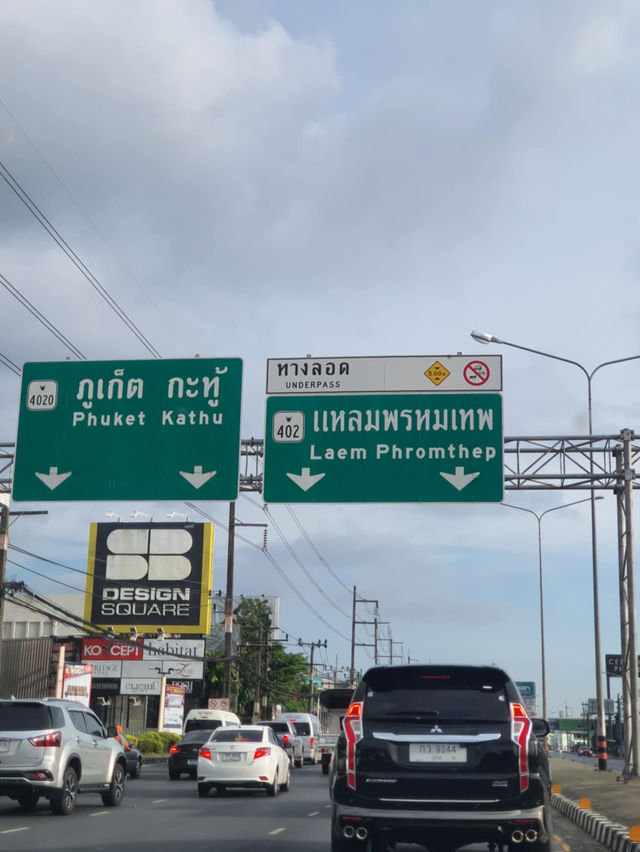 4020
ภูเก็ต กะทู้
Phuket Kathu
ทางลอด
UNDERPASS
5.00 ม.
402
แหลมพรหมเทพ
Laem Phromthep
DESIGN
SQUARE
KONCEPT
habitat
CLICHÉ
กว 9344